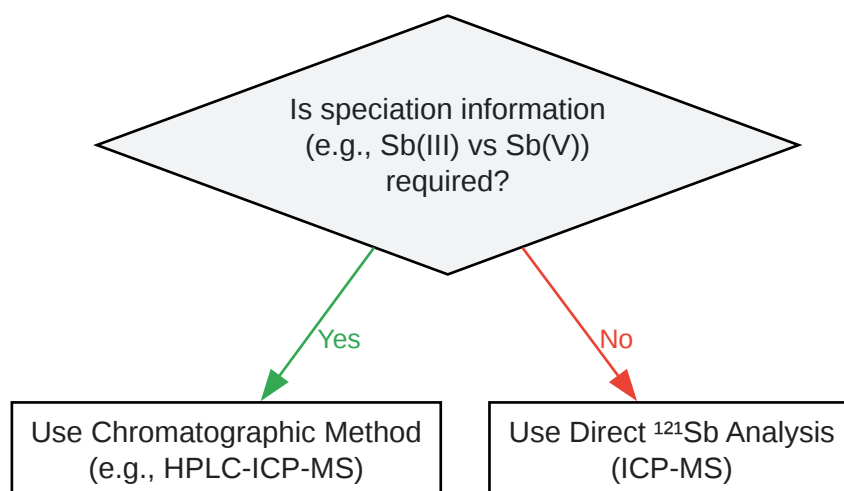 Is speciation information
(e.g., Sb(III) vs Sb(V))
required?
Yes
No
Use Chromatographic Method
(e.g., HPLC-ICP-MS)
Use Direct ¹²¹Sb Analysis
(ICP-MS)